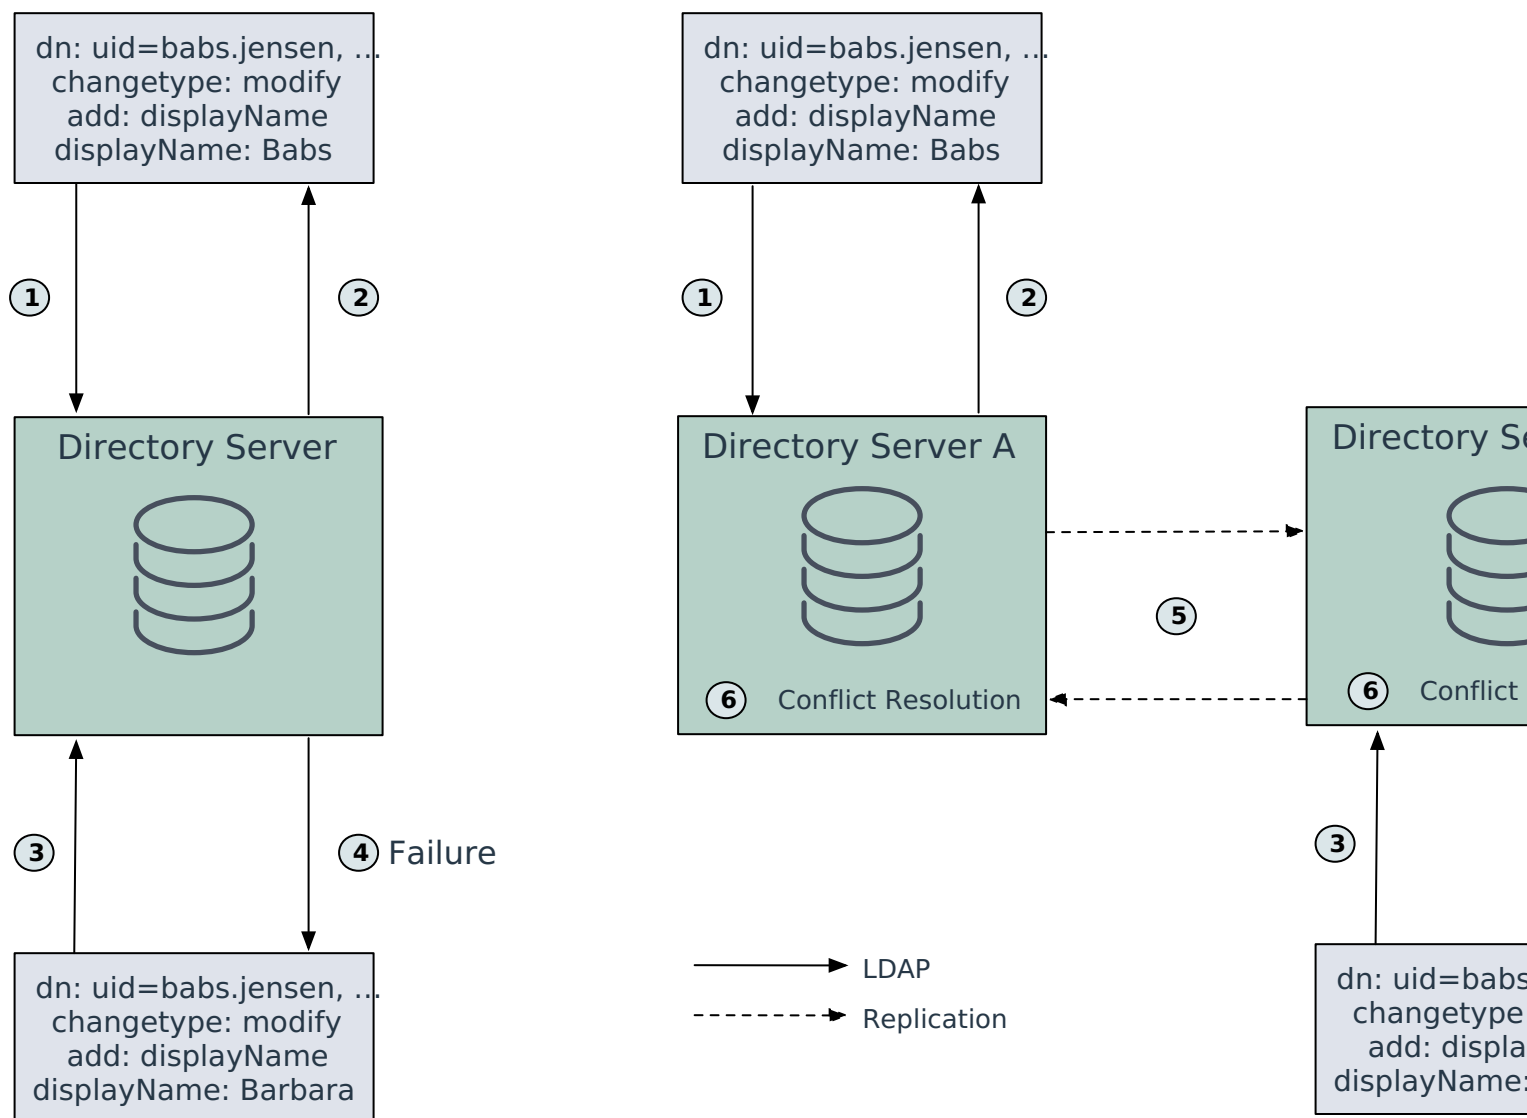 dn: uid=babs.jensen, ...
changetype: modify
add: displayName
displayName: Babs
1
2
Directory Server
3
4 Failure
dn: uid=babs.jensen, ...
changetype: modify
add: displayName
displayName: Barbara
dn: uid=babs.jensen, ...
changetype: modify
add: displayName
displayName: Babs
1
2
Directory Server A
6 Conflict Resolution
5
LDAP
Replication
Directory
6 Conflict
3
dn: uid=babs
changetype
add:
displayName: